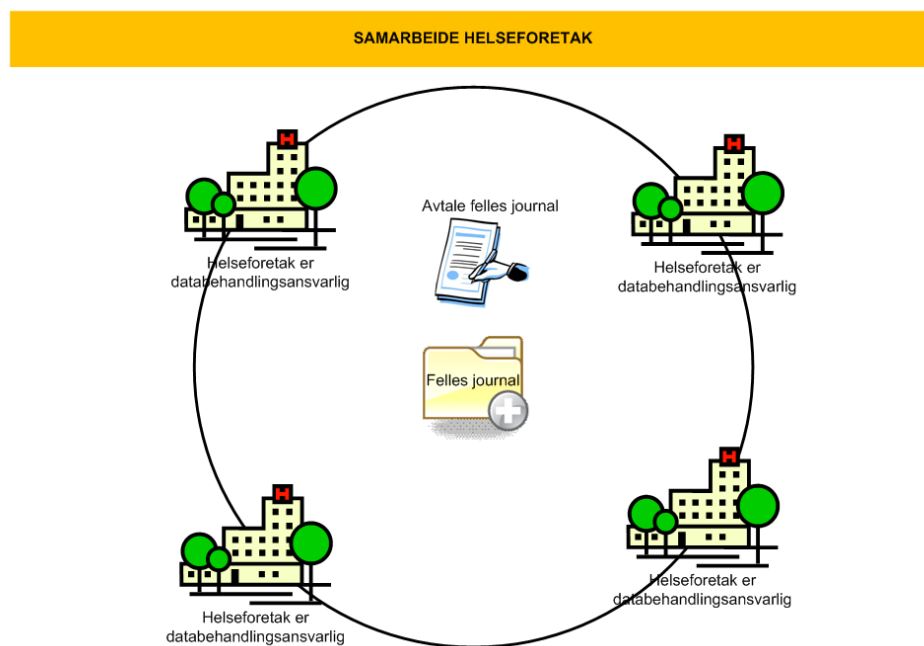 SAMARBEIDE HELSEFORETAK
H
H
Avtale felles journal
Helseforetak er
databehandlingsansvarlig
Helseforetak er
databehandlingsansvarlig
Felles journal
H
H
Helseforetak er
databehandlingsansvarlig
Helseforetak er
databehandlingsansvarlig